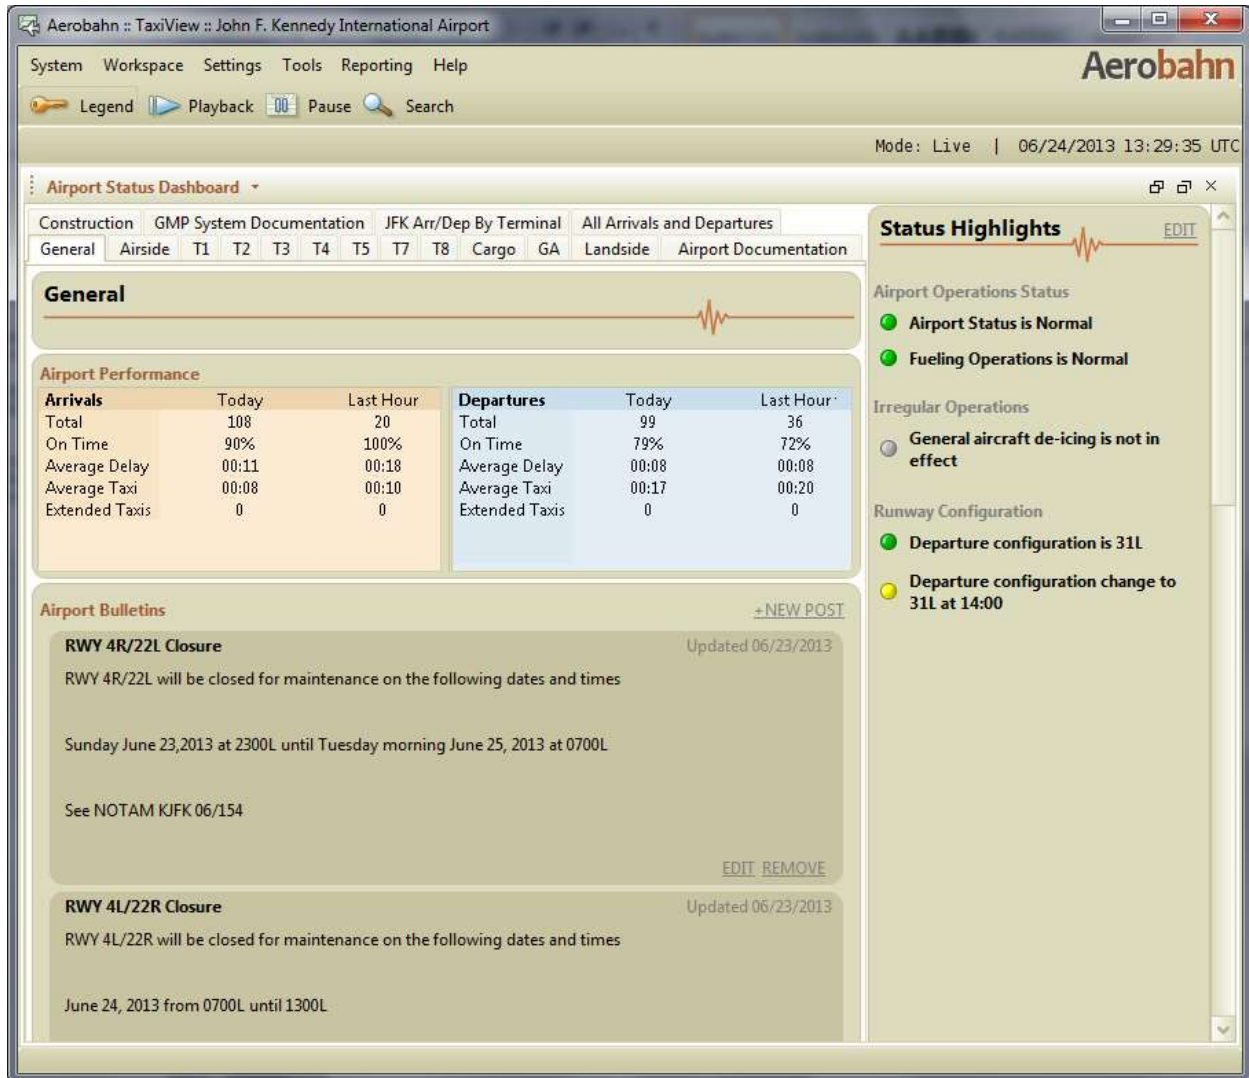 Aerobahn :: TaxiView :: John F. Kennedy International Airport
System Workspace Settings Tools Reporting Help
Aerobahn
Legend Playback Pause Search
Mode: Live | 06/24/2013 13:29:35 UTC
Airport Status Dashboard
Construction GMP System Documentation JFK Arr/Dep By Terminal All Arrivals and Departures
General Airside T1 T2 T3 T4 T5 T7 T8 Cargo GA Landside Airport Documentation
General
Airport Performance
Arrivals Today Last Hour
Total 108 20
On Time 90% 100%
Average Delay 00:11 00:18
Average Taxi 00:08 00:10
Extended Taxis 0 0
Departures Today Last Hour
Total 99 36
On Time 79% 72%
Average Delay 00:08 00:08
Average Taxi 00:17 00:20
Extended Taxis 0 0
Airport Bulletins +NEW POST
RWY 4R/22L Closure Updated 06/23/2013
RWY 4R/22L will be closed for maintenance on the following dates and times
Sunday June 23,2013 at 2300L until Tuesday morning June 25, 2013 at 0700L
See NOTAM KJFK 06/154
EDIT REMOVE
RWY 4L/22R Closure Updated 06/23/2013
RWY 4L/22R will be closed for maintenance on the following dates and times
June 24, 2013 from 0700L until 1300L
Status Highlights EDIT
Airport Operations Status
Airport Status is Normal
Fueling Operations is Normal
Irregular Operations
General aircraft de-icing is not in
effect
Runway Configuration
Departure configuration is 31L
Departure configuration change to
31L at 14:00